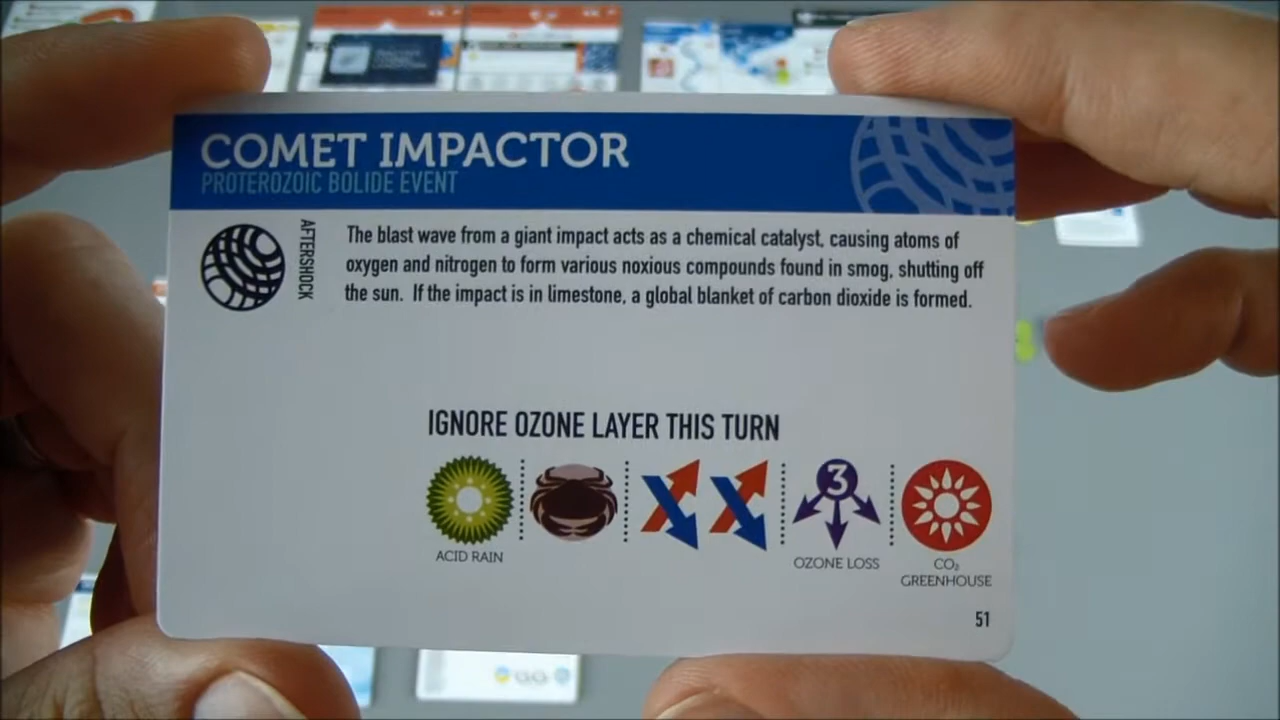 COMET IMPACTOR
PROTEROZOIC BOLIDE EVENT
AFTERSHOCK
The blast wave from a giant impact acts as a chemical catalyst, causing atoms of
oxygen and nitrogen to form various noxious compounds found in smog, shutting off
the sun. If the impact is in limestone, a global blanket of carbon dioxide is formed.
IGNORE OZONE LAYER THIS TURN
3
ACID RAIN
OZONE LOSS
CO₂
GREENHOUSE
51